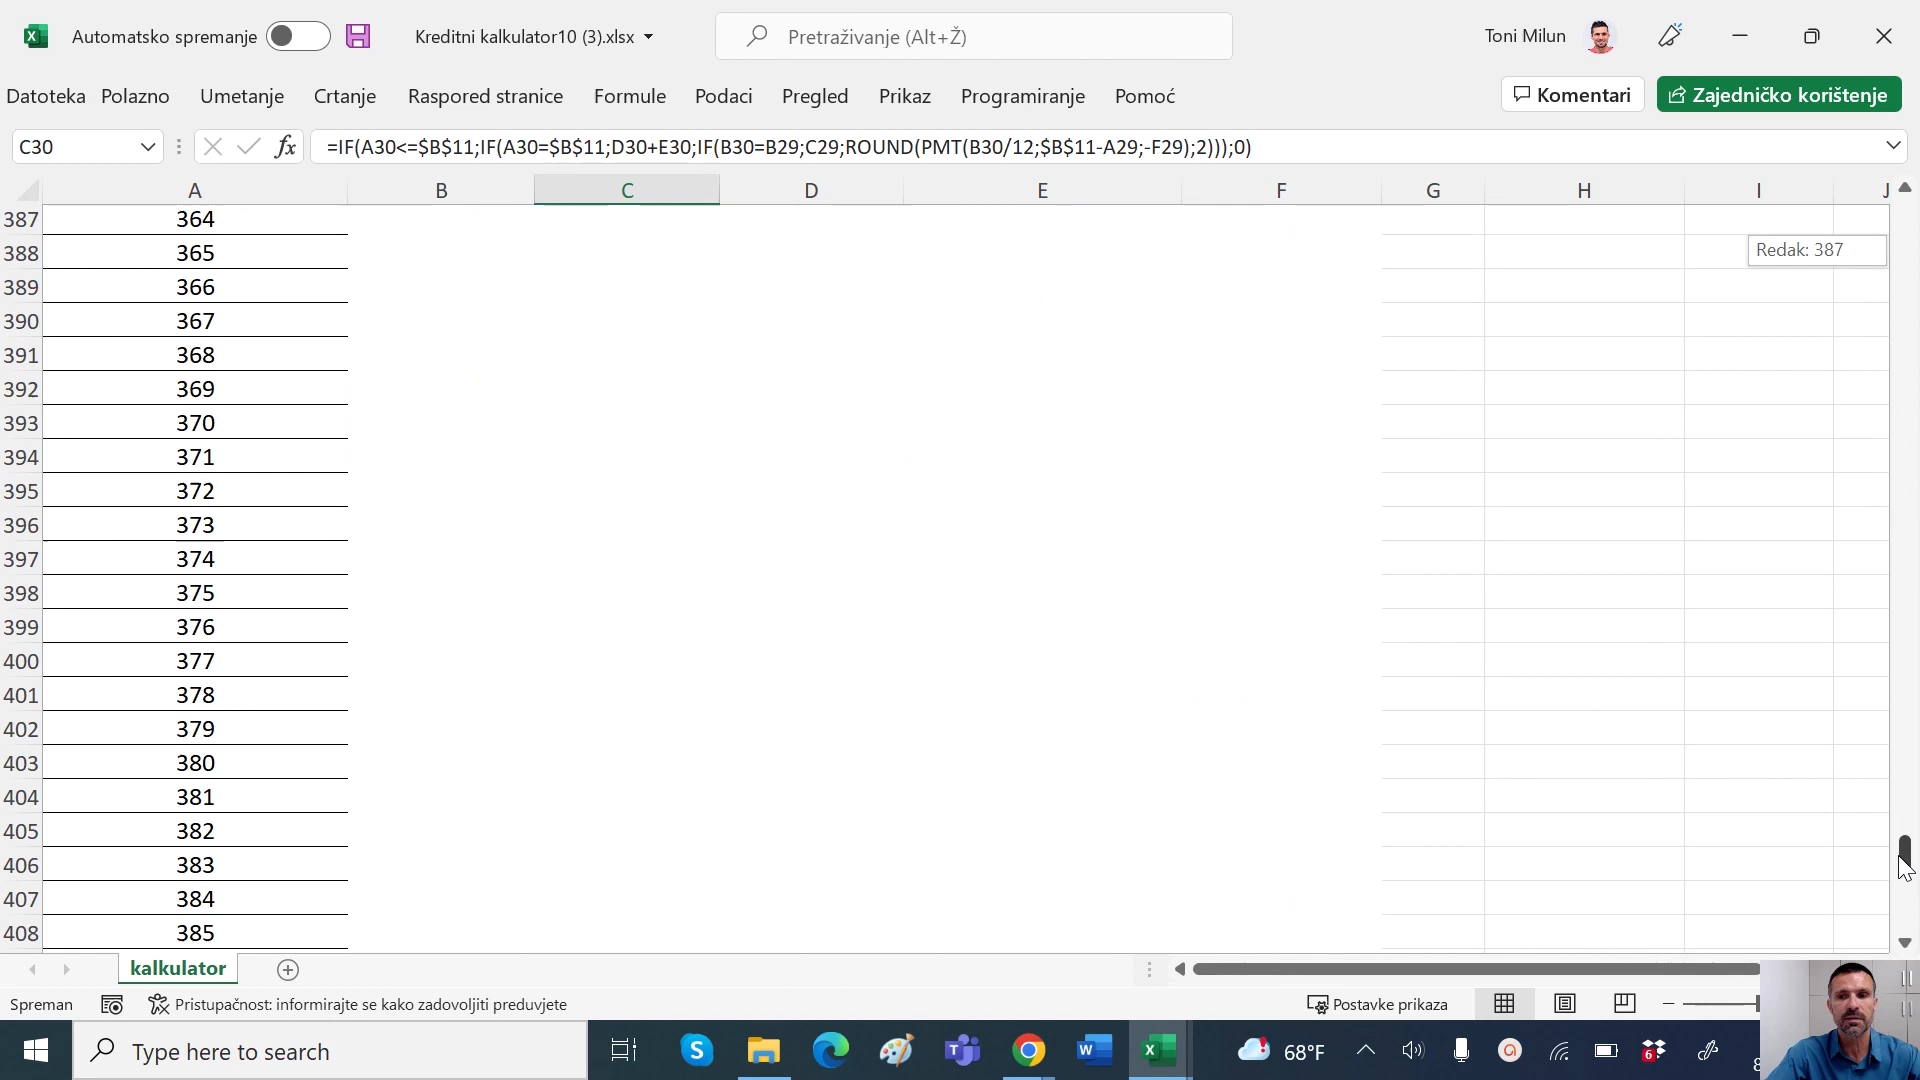 Automatsko spremanje
Kreditni kalkulator10 (3).xlsx
Pretraživanje (Alt+Ž)
Toni Milun
Datoteka Polazno Umetanje Crtanje Raspored stranice Formule Podaci Pregled Prikaz Programiranje Pomoć
Komentari
Zajedničko korištenje
C30
fx
=IF(A30<=$B$11;IF(A30=$B$11;D30+E30;IF(B30=B29;C29;ROUND(PMT(B30/12;$B$11-A29;-F29);2)));0)
A B C D E F G H I J
387 364
Redak: 387
388 365
389 366
390 367
391 368
392 369
393 370
394 371
395 372
396 373
397 374
398 375
399 376
400 377
401 378
402 379
403 380
404 381
405 382
406 383
407 384
408 385
kalkulator
Spreman
Pristupačnost: informirajte se kako zadovoljiti preduvjete
Postavke prikaza
Type here to search
68°F
6